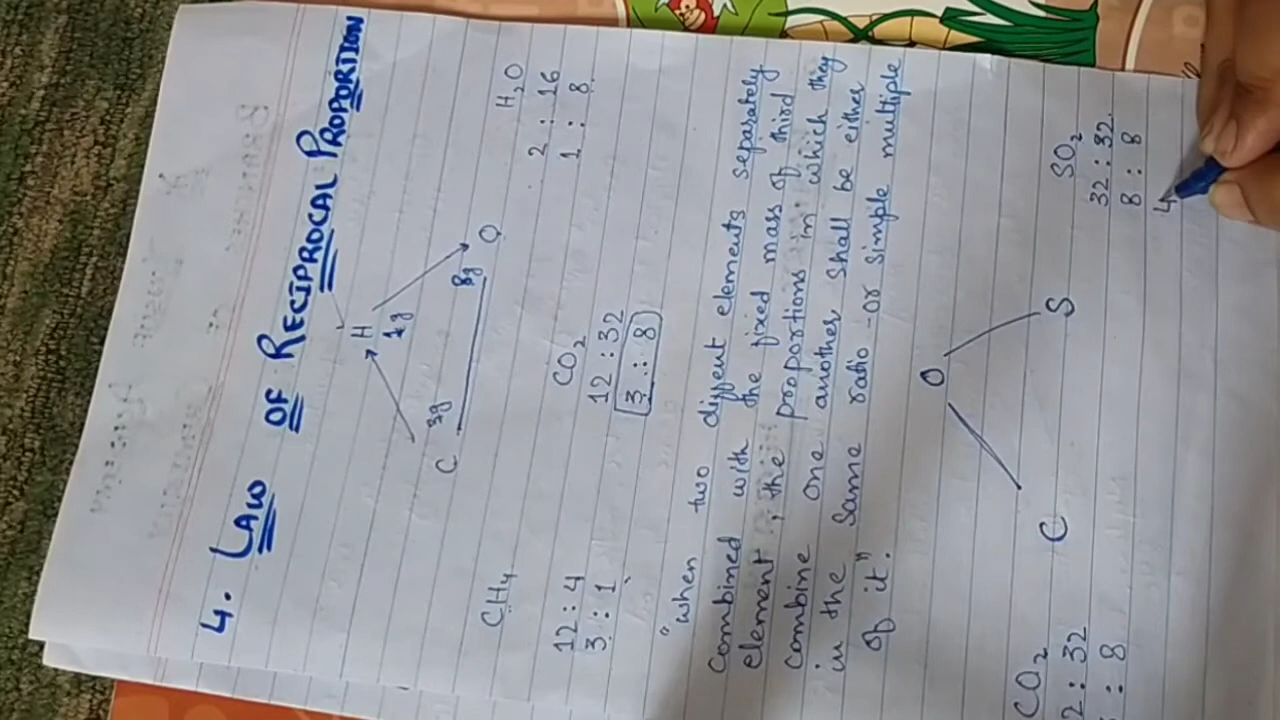 4. LAW OF RECIPROCAL PROPORTION
H
1g
C 3g 8g O
CH4 CO2 H2O
12 : 4 12 : 32 2 : 16
3 : 1 3 : 8 1 : 8
"when two diffent elements separately
combined with the fixed mass of third
element, the proportions in which they
combine one another shall be either
in the same ratio or simple multiple
of it".
O
C S
CO2 SO2
2 : 32 32 : 32
: 8 8 : 8
4